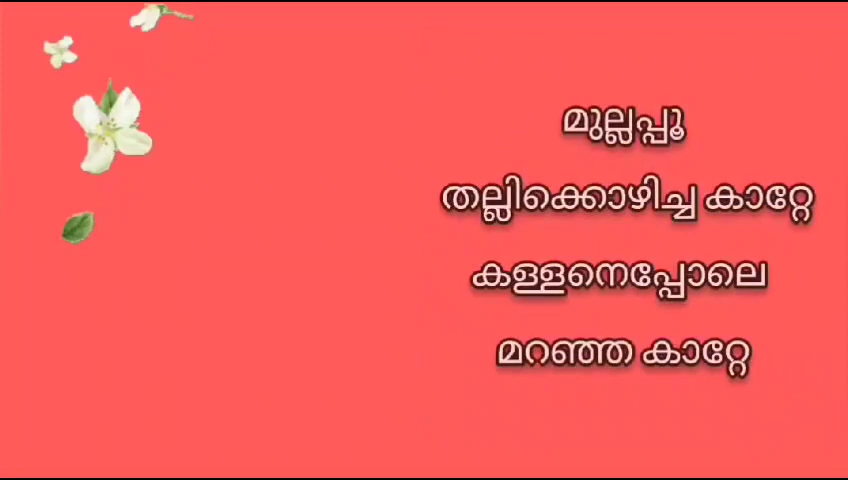 മുല്ലപ്പൂ
തല്ലിക്കൊഴിച്ച കാറ്റേ
കള്ളനെപ്പോലെ
മറഞ്ഞ കാറ്റേ